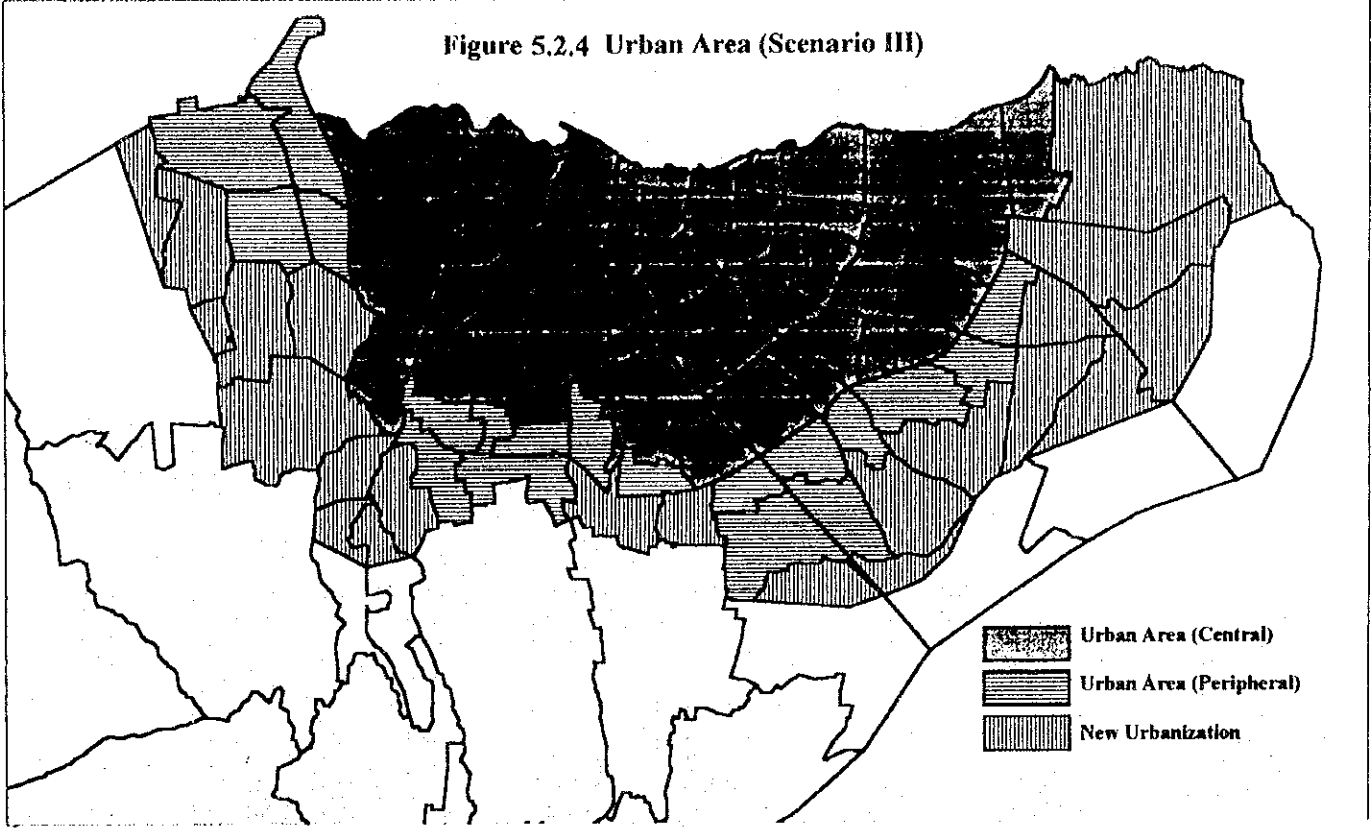 Figure 5.2.4 Urban Area (Scenario III)
Urban Area (Central)
Urban Area (Peripheral)
New Urbanization